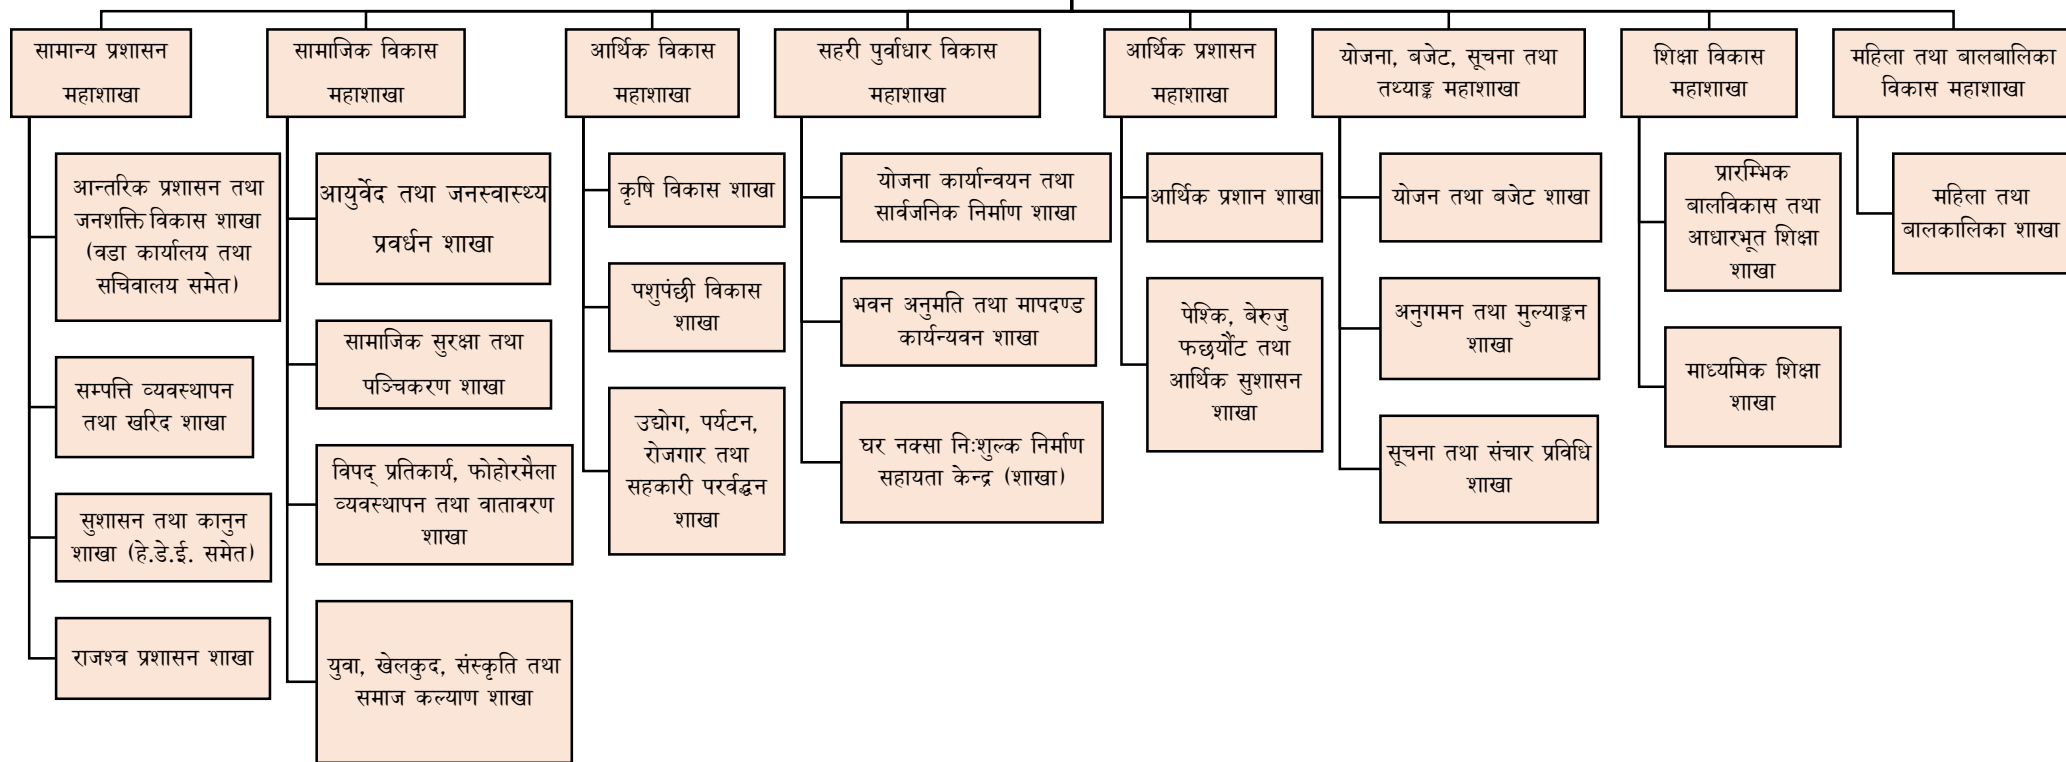 सामान्य प्रशासन
महाशाखा
आन्तरिक प्रशासन तथा
जनशक्ति विकास शाखा
(वडा कार्यालय तथा
सचिवालय समेत)
सम्पत्ति व्यवस्थापन
तथा खरिद शाखा
सुशासन तथा कानुन
शाखा (हे.डे.ई. समेत)
राजश्व प्रशासन शाखा
सामाजिक विकास
महाशाखा
आयुर्वेद तथा जनस्वास्थ्य
प्रवर्धन शाखा
सामाजिक सुरक्षा तथा
पञ्चिकरण शाखा
विपद् प्रतिकार्य, फोहोरमैला
व्यवस्थापन तथा वातावरण
शाखा
युवा, खेलकुद, संस्कृति तथा
समाज कल्याण शाखा
आर्थिक विकास
महाशाखा
कृषि विकास शाखा
पशुपंछी विकास
शाखा
उद्योग, पर्यटन,
रोजगार तथा
सहकारी परर्वद्धन
शाखा
सहरी पुर्वाधार विकास
महाशाखा
योजना कार्यान्वयन तथा
सार्वजनिक निर्माण शाखा
भवन अनुमति तथा मापदण्ड
कार्यन्यवन शाखा
घर नक्सा निःशुल्क निर्माण
सहायता केन्द्र (शाखा)
आर्थिक प्रशासन
महाशाखा
आर्थिक प्रशान शाखा
पेश्कि, बेरुजु
फछर्यौट तथा
आर्थिक सुशासन
शाखा
योजना, बजेट, सूचना तथा
तथ्याङ्क महाशाखा
योजन तथा बजेट शाखा
अनुगमन तथा मुल्याङ्कन
शाखा
सूचना तथा संचार प्रविधि
शाखा
शिक्षा विकास
महाशाखा
प्रारम्भिक
बालविकास तथा
आधारभूत शिक्षा
शाखा
माध्यमिक शिक्षा
शाखा
महिला तथा बालबालिका
विकास महाशाखा
महिला तथा
बालकालिका शाखा